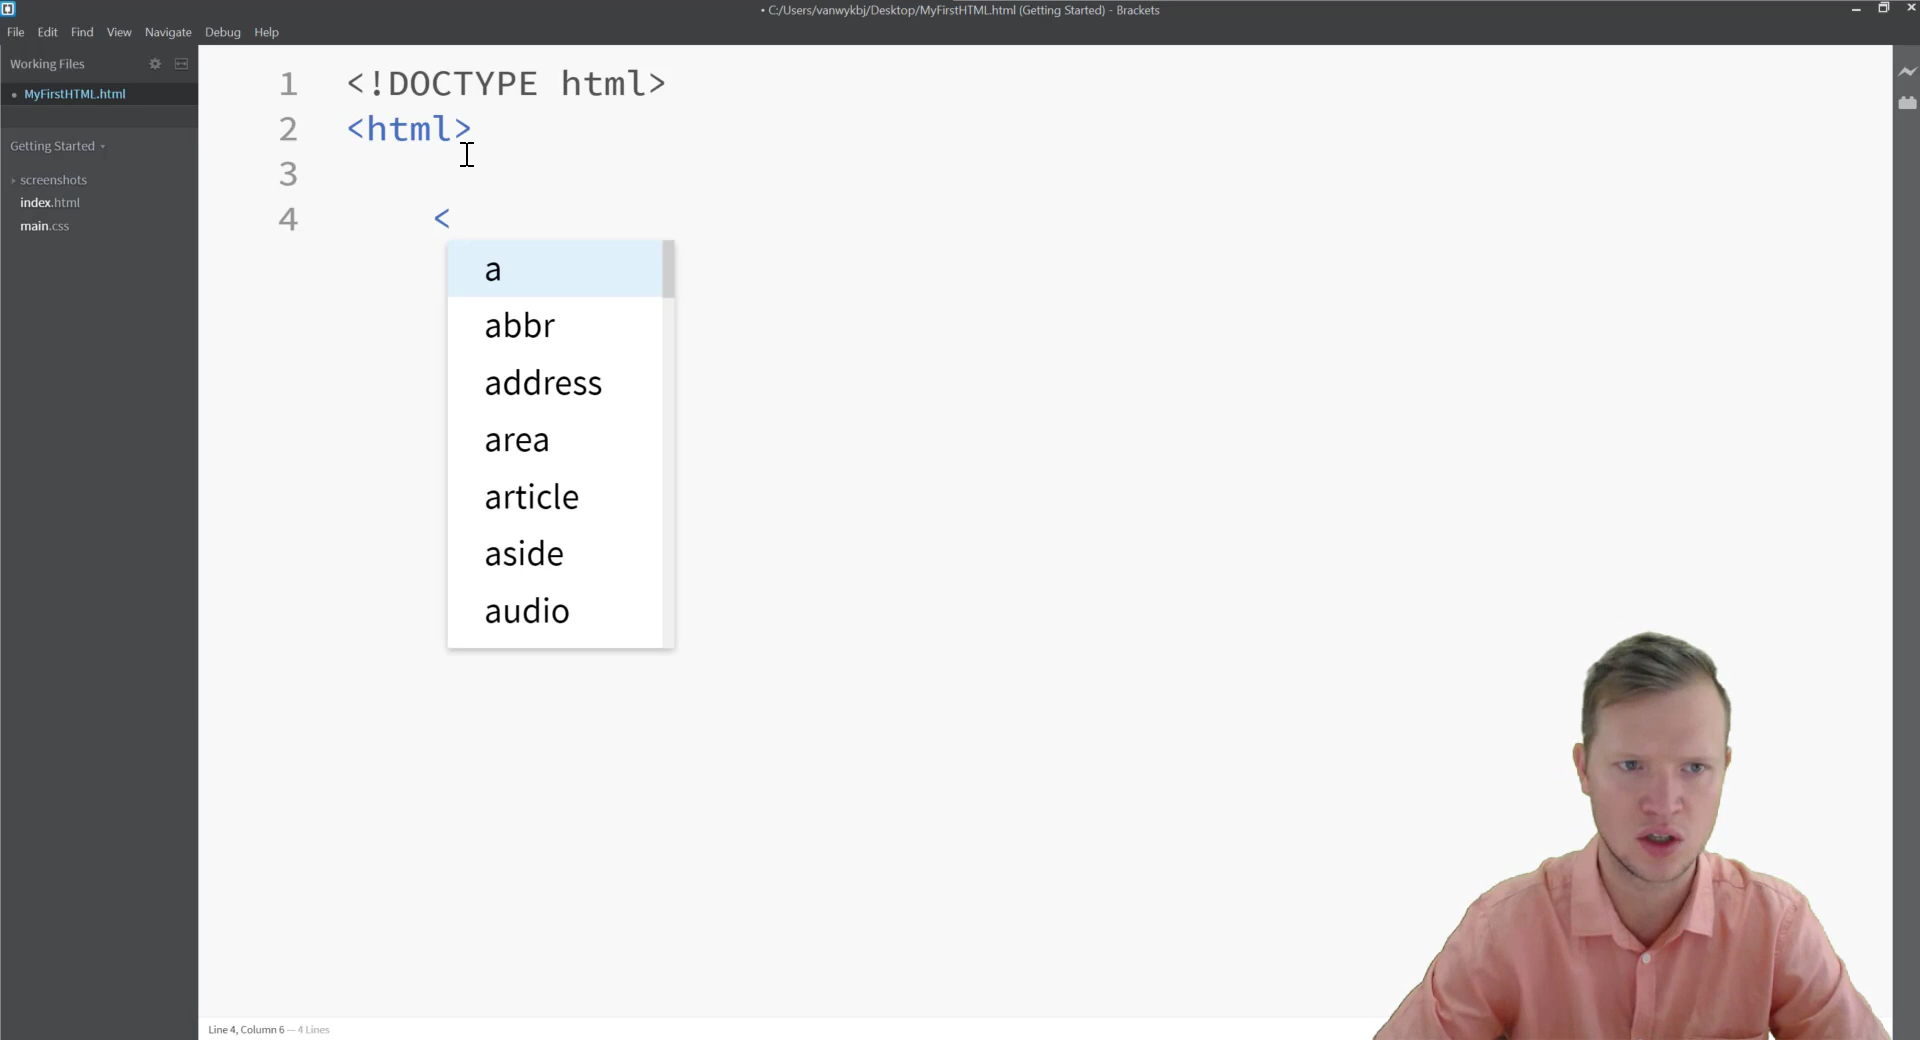 • C:/Users/vanwykbj/Desktop/MyFirstHTML.html (Getting Started) - Brackets
File Edit Find View Navigate Debug Help
Working Files
• MyFirstHTML.html
Getting Started
screenshots
index.html
main.css
1 <!DOCTYPE html>
2 <html>
3
4 <
a
abbr
address
area
article
aside
audio
Line 4, Column 6 — 4 Lines